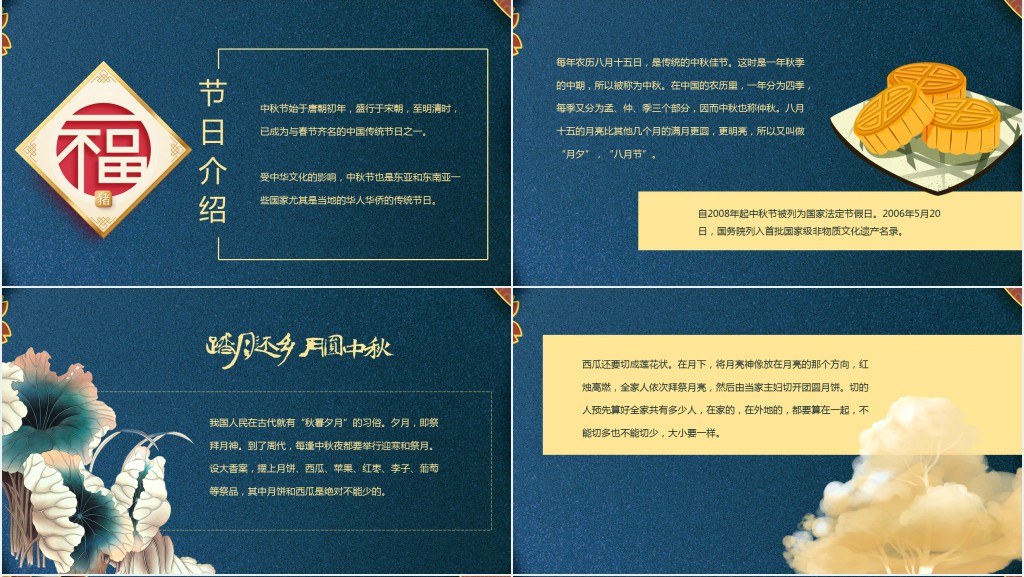 福
猪
节日介绍
中秋节始于唐朝初年，盛行于宋朝，至明清时，
已成为与春节齐名的中国传统节日之一。
受中华文化的影响，中秋节也是东亚和东南亚一
些国家尤其是当地的华人华侨的传统节日。
每年农历八月十五日，是传统的中秋佳节。这时是一年秋季
的中期，所以被称为中秋。在中国的农历里，一年分为四季，
每季又分为孟、仲、季三个部分，因而中秋也称仲秋。八月
十五的月亮比其他几个月的满月更圆，更明亮，所以又叫做
“月夕”，“八月节”。
自2008年起中秋节被列为国家法定节假日。2006年5月20
日，国务院列入首批国家级非物质文化遗产名录。
踏月还乡 月圆中秋
我国人民在古代就有“秋暮夕月”的习俗。夕月，即祭
拜月神。到了周代，每逢中秋夜都要举行迎寒和祭月。
设大香案，摆上月饼、西瓜、苹果、红枣、李子、葡萄
等祭品，其中月饼和西瓜是绝对不能少的。
西瓜还要切成莲花状。在月下，将月亮神像放在月亮的那个方向，红
烛高燃，全家人依次拜祭月亮，然后由当家主妇切开团圆月饼。切的
人预先算好全家共有多少人，在家的，在外地的，都要算在一起，不
能切多也不能切少，大小要一样。